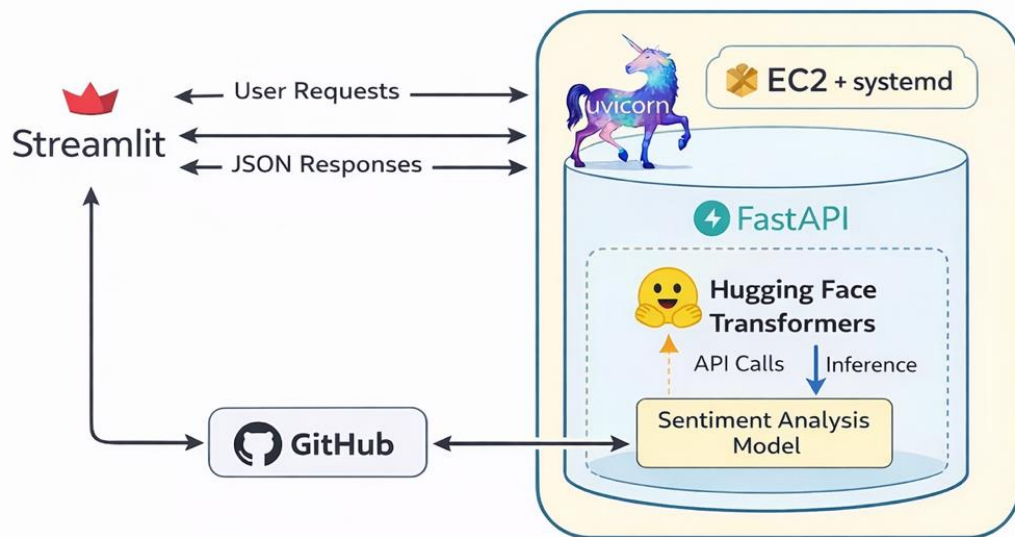 Streamlit
User Requests
JSON Responses
uvicorn
EC2 + systemd
FastAPI
Hugging Face
Transformers
API Calls
Inference
Sentiment Analysis
Model
GitHub